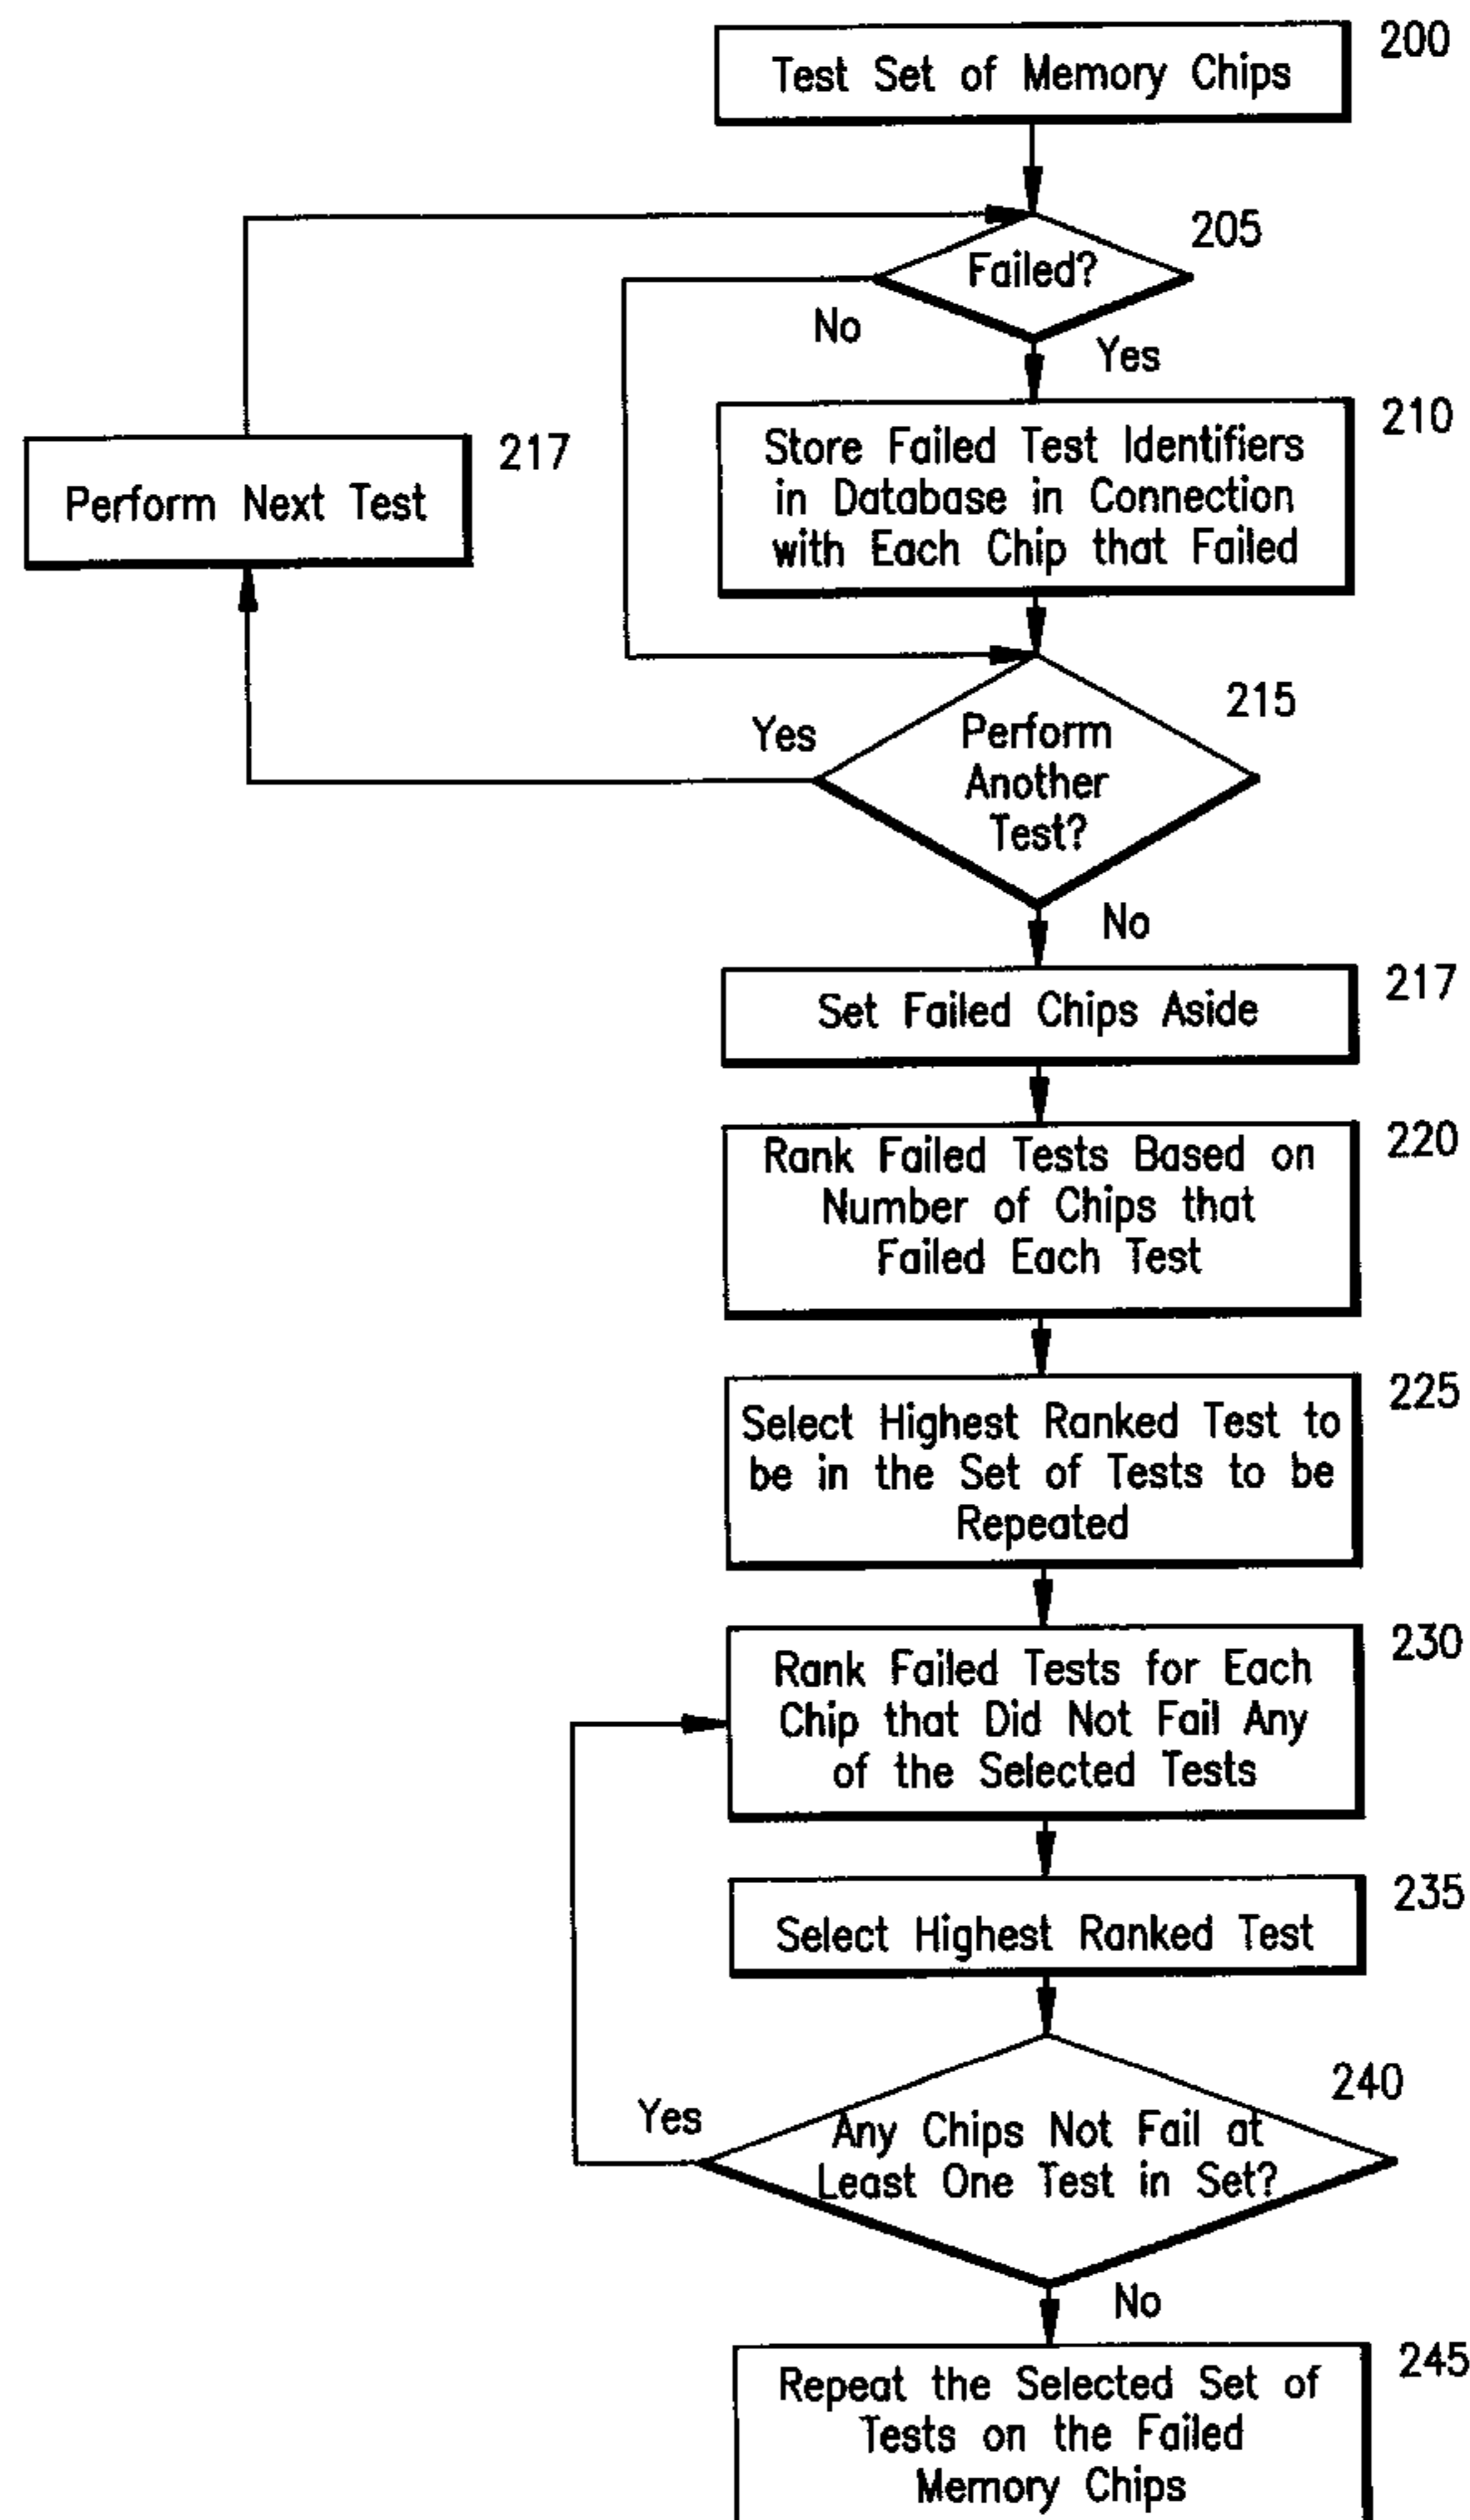 Test Set of Memory Chips
200
Failed?
205
No
Yes
Store Failed Test Identifiers
in Database in Connection
with Each Chip that Failed
210
Perform Next Test
217
Perform
Another
Test?
215
Yes
No
Set Failed Chips Aside
217
Rank Failed Tests Based on
Number of Chips that
Failed Each Test
220
Select Highest Ranked Test to
be in the Set of Tests to be
Repeated
225
Rank Failed Tests for Each
Chip that Did Not Fail Any
of the Selected Tests
230
Select Highest Ranked Test
235
Any Chips Not Fail at
Least One Test in Set?
240
Yes
No
Repeat the Selected Set of
Tests on the Failed
Memory Chips
245